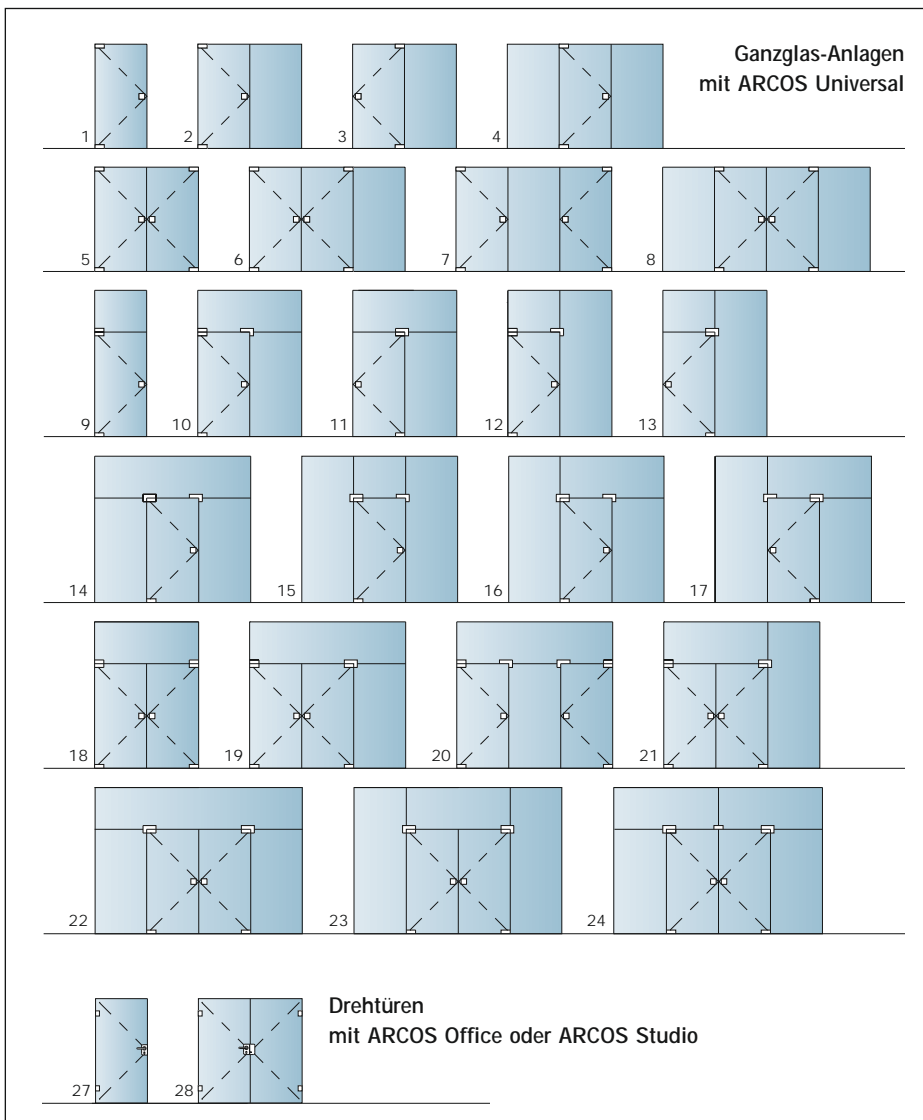 Ganzglas-Anlagen
mit ARCOS Universal
1 2 3 4
5 6 7 8
9 10 11 12 13
14 15 16 17
18 19 20 21
22 23 24
Drehtüren
mit ARCOS Office oder ARCOS Studio
27 28